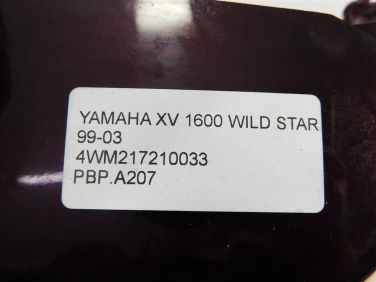 YAMAHA XV 1600 WILD STAR
99-03
4WM217210033
PBP.A207